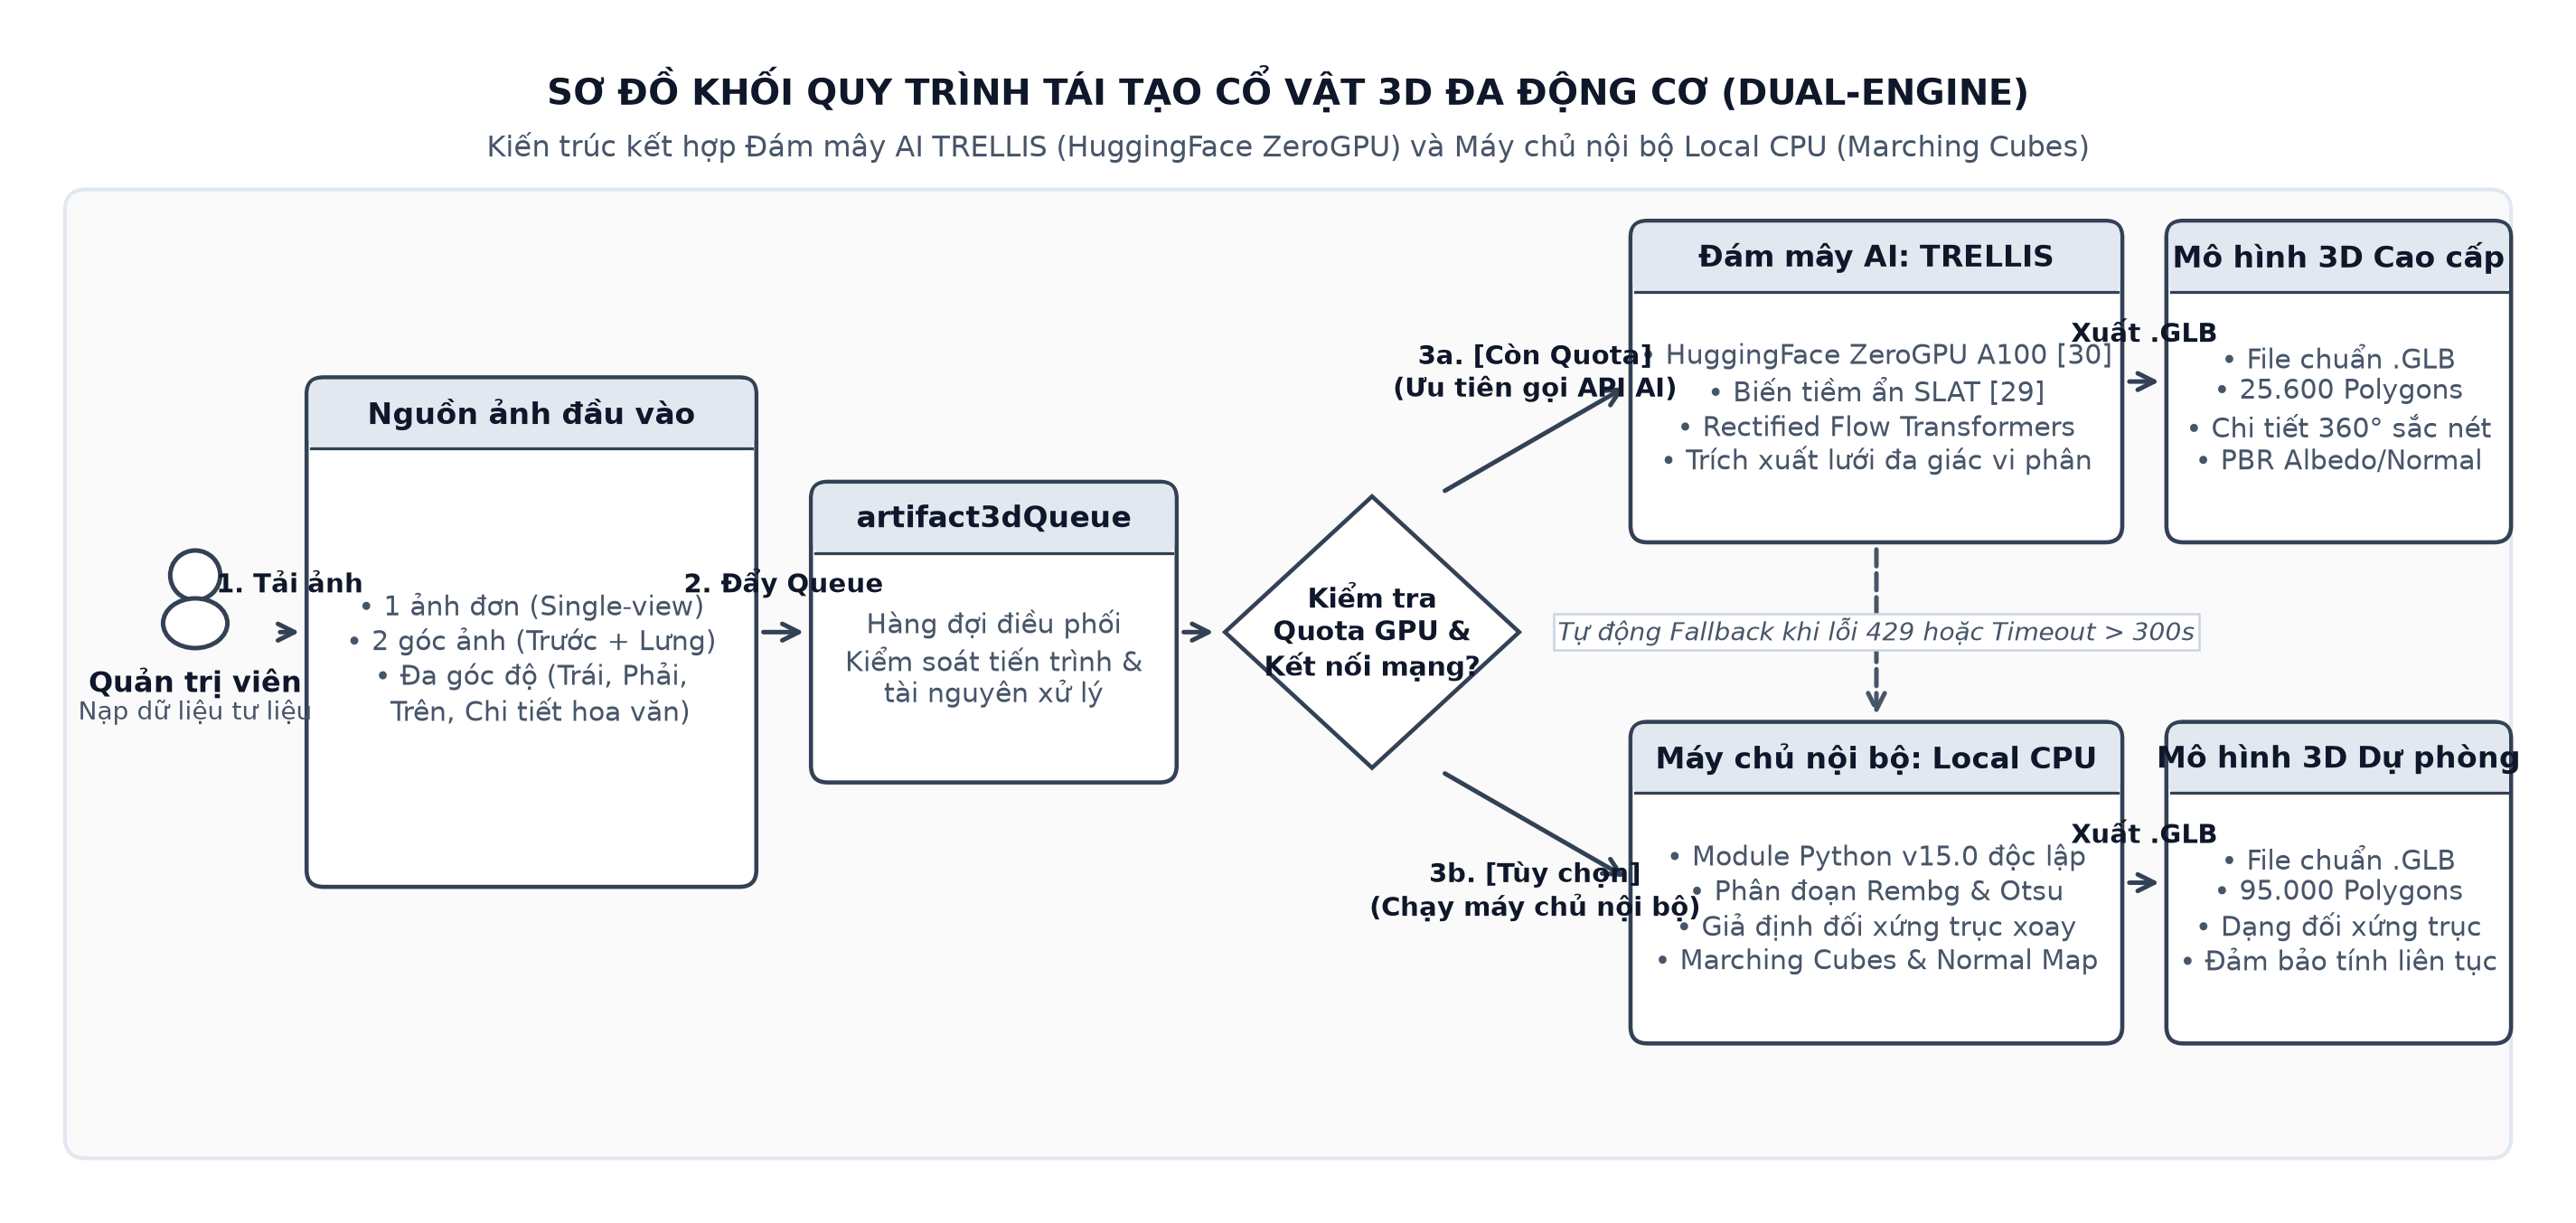 SƠ ĐỒ KHỐI QUY TRÌNH TÁI TẠO CỔ VẬT 3D ĐA ĐỘNG CƠ (DUAL-ENGINE)
Kiến trúc kết hợp Đám mây AI TRELLIS (HuggingFace ZeroGPU) và Máy chủ nội bộ Local CPU (Marching Cubes)
Quản trị viên
Nạp dữ liệu tư liệu
1. Tải ảnh
Nguồn ảnh đầu vào
• 1 ảnh đơn (Single-view)
• 2 góc ảnh (Trước + Lưng)
• Đa góc độ (Trái, Phải,
Trên, Chi tiết hoa văn)
2. Đẩy Queue
artifact3dQueue
Hàng đợi điều phối
Kiểm soát tiến trình &
tài nguyên xử lý
Kiểm tra
Quota GPU &
Kết nối mạng?
3a. [Còn Quota]
(Ưu tiên gọi API AI)
Đám mây AI: TRELLIS
• HuggingFace ZeroGPU A100 [30]
• Biến tiềm ẩn SLAT [29]
• Rectified Flow Transformers
• Trích xuất lưới đa giác vi phân
Xuất .GLB
Mô hình 3D Cao cấp
• File chuẩn .GLB
• 25.600 Polygons
• Chi tiết 360° sắc nét
• PBR Albedo/Normal
Tự động Fallback khi lỗi 429 hoặc Timeout > 300s
3b. [Tùy chọn]
(Chạy máy chủ nội bộ)
Máy chủ nội bộ: Local CPU
• Module Python v15.0 độc lập
• Phân đoạn Rembg & Otsu
• Giả định đối xứng trục xoay
• Marching Cubes & Normal Map
Xuất .GLB
Mô hình 3D Dự phòng
• File chuẩn .GLB
• 95.000 Polygons
• Dạng đối xứng trục
• Đảm bảo tính liên tục